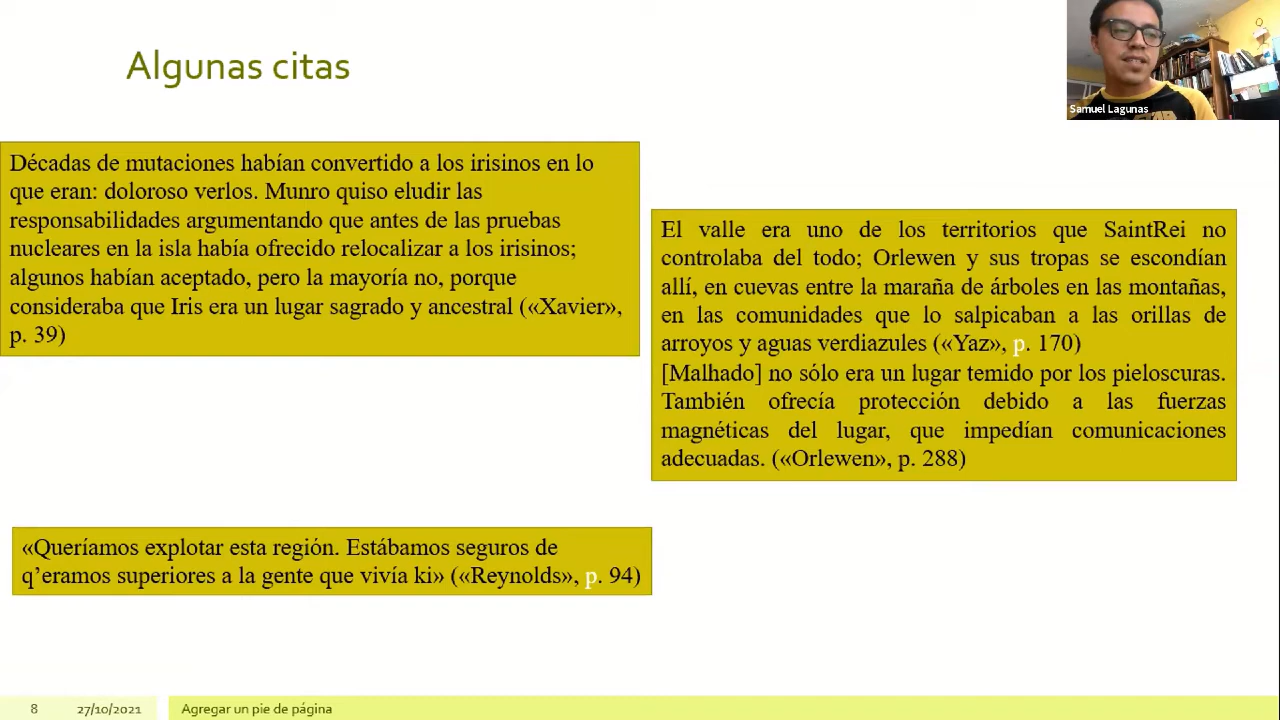 Algunas citas
Samuel Lagunas
Décadas de mutaciones habían convertido a los irisinos en lo
que eran: doloroso verlos. Munro quiso eludir las
responsabilidades argumentando que antes de las pruebas
nucleares en la isla había ofrecido relocalizar a los irisinos;
algunos habían aceptado, pero la mayoría no, porque
consideraba que Iris era un lugar sagrado y ancestral («Xavier»,
p. 39)
El valle era uno de los territorios que SaintRei no
controlaba del todo; Orlewen y sus tropas se escondían
allí, en cuevas entre la maraña de árboles en las montañas,
en las comunidades que lo salpicaban a las orillas de
arroyos y aguas verdiazules («Yaz», p. 170)
[Malhado] no sólo era un lugar temido por los pieloscuras.
También ofrecía protección debido a las fuerzas
magnéticas del lugar, que impedían comunicaciones
adecuadas. («Orlewen», p. 288)
«Queríamos explotar esta región. Estábamos seguros de
q’eramos superiores a la gente que vivía ki» («Reynolds», p. 94)
8 27/10/2021 Agregar un pie de página